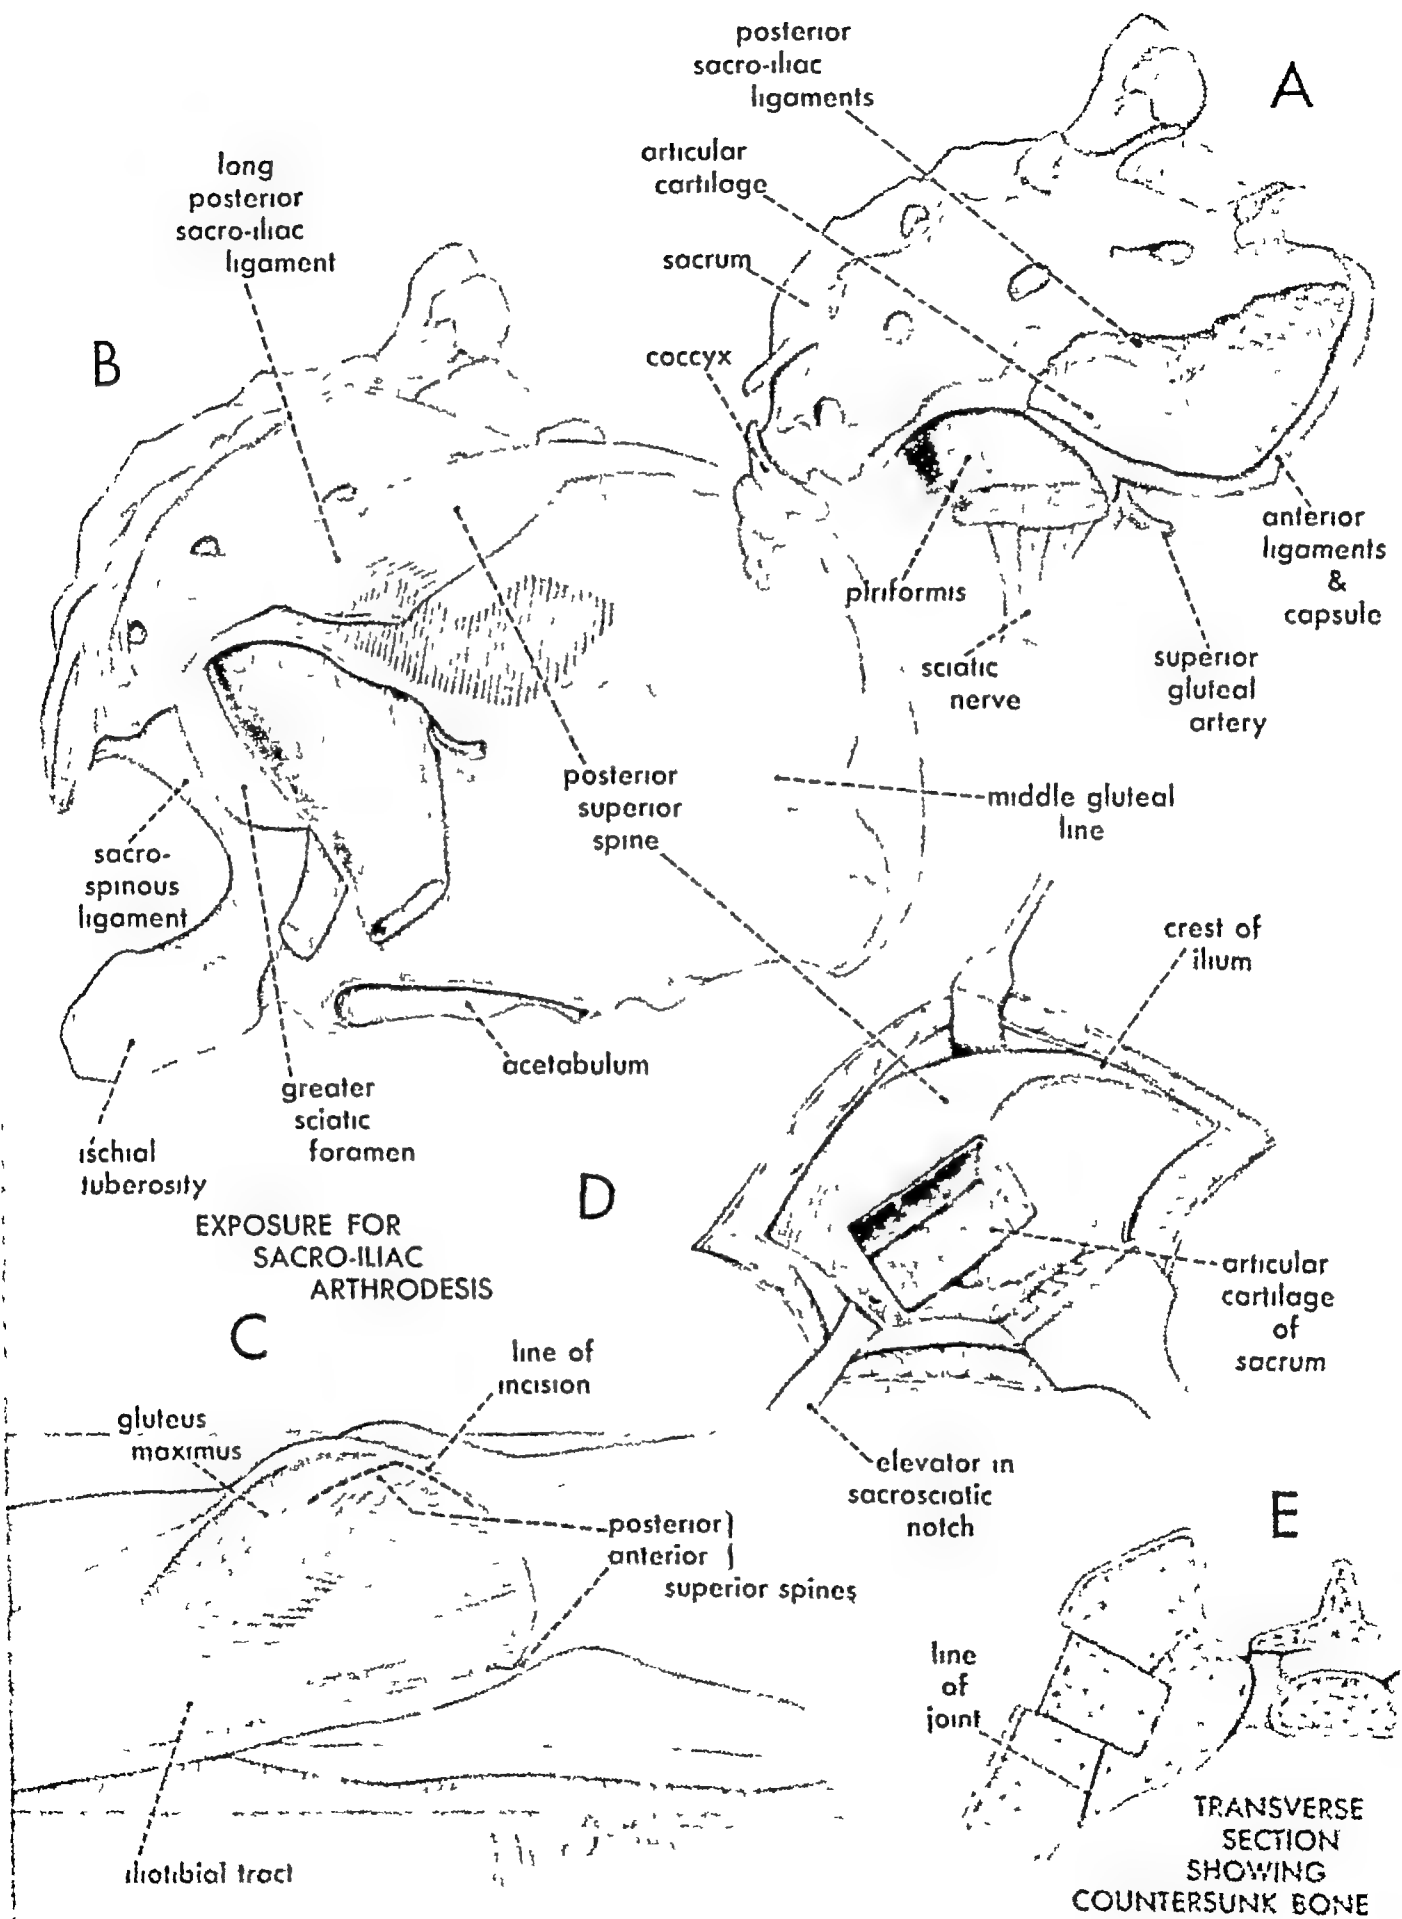 A
posterior
sacro-iliac
ligaments
articular
cartilage
sacrum
coccyx
piriformis
sciatic
nerve
superior
gluteal
artery
anterior
ligaments
&
capsule
B
long
posterior
sacro-iliac
ligament
posterior
superior
spine
middle gluteal
line
sacro-
spinous
ligament
acetabulum
greater
sciatic
foramen
ischial
tuberosity
EXPOSURE FOR
SACRO-ILIAC
ARTHRODESIS
D
crest of
ilium
articular
cartilage
of
sacrum
elevator in
sacrosciatic
notch
C
line of
incision
gluteus
maximus
posterior }
anterior }
superior spines
iliotibial tract
E
line
of
joint
TRANSVERSE
SECTION
SHOWING
COUNTERSUNK BONE